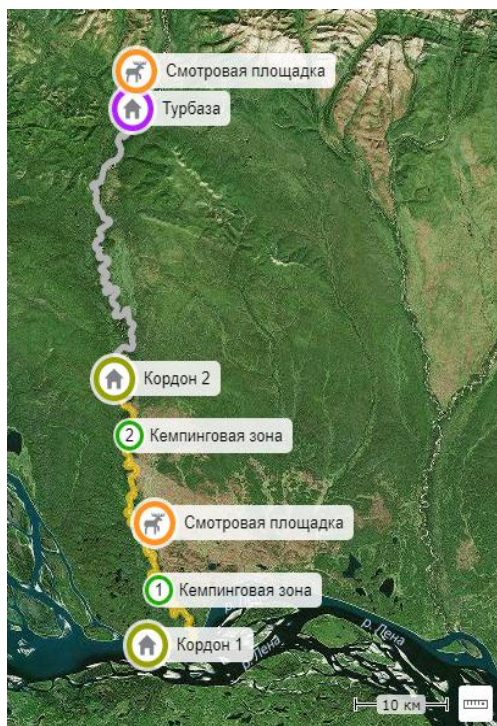 Смотровая площадка
Турбаза
Кордон 2
2 Кемпинговая зона
Смотровая площадка
1 Кемпинговая зона
Кордон 1
р. Лена
р. Лена
10 км